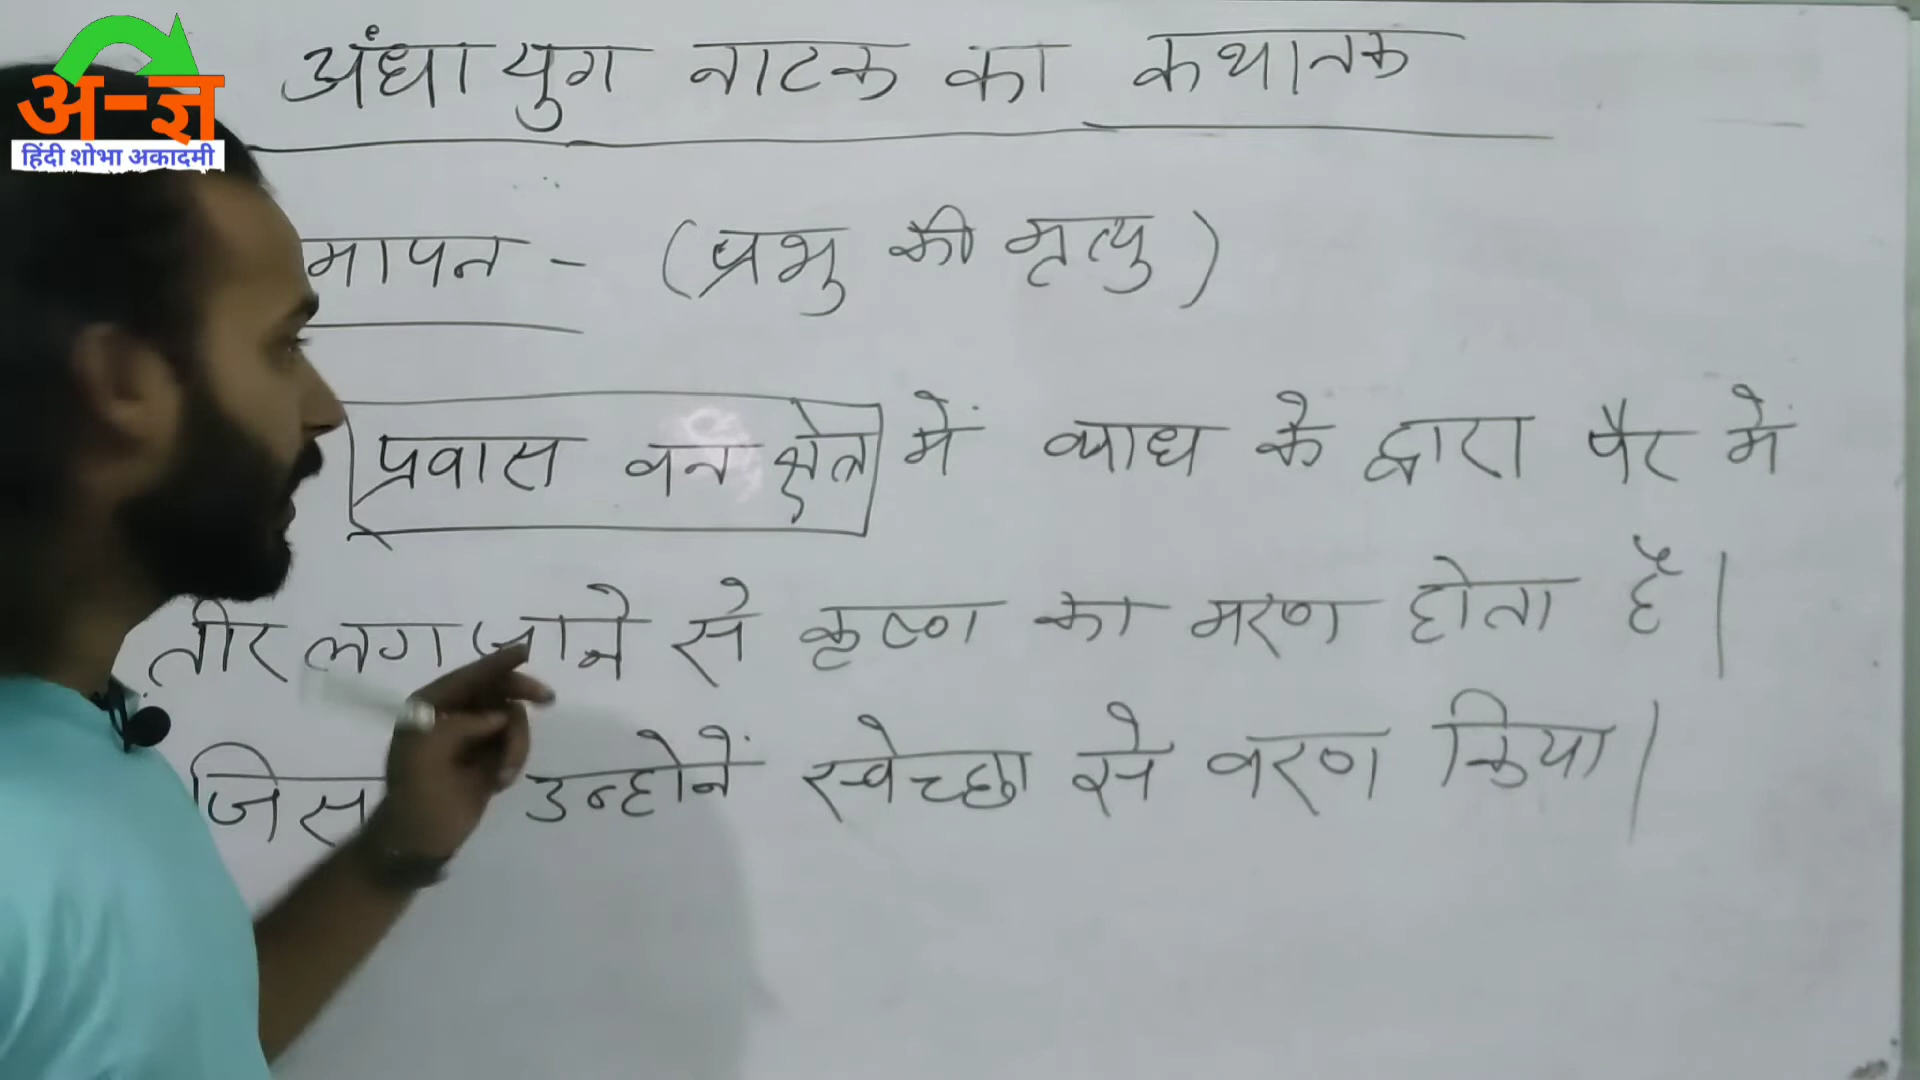 अ-ज्ञ
हिंदी शोभा अकादमी
अंधा युग नाटक का कथानक
मापन - (प्रभु की मृत्यु)
प्रवास वन क्षेत्र में व्याध के द्वारा पैर में
तीर लग जाने से कृष्ण का मरण होता है।
जिस उन्होनें स्वेच्छा से वरण किया।